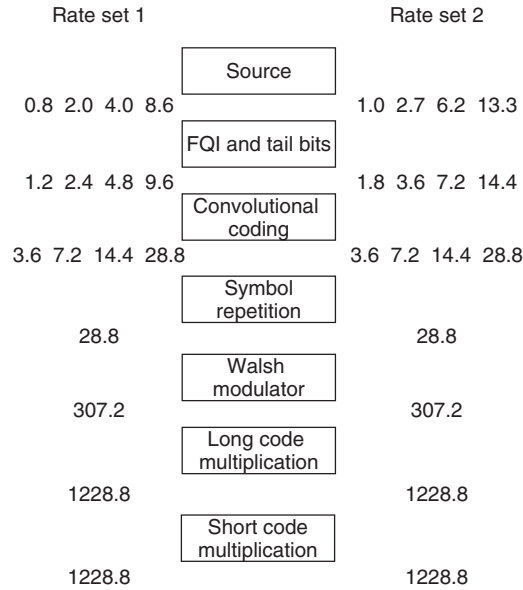 Rate set 1 Rate set 2
Source
0.8 2.0 4.0 8.6 1.0 2.7 6.2 13.3
FQI and tail bits
1.2 2.4 4.8 9.6 1.8 3.6 7.2 14.4
Convolutional
coding
3.6 7.2 14.4 28.8 3.6 7.2 14.4 28.8
Symbol
repetition
28.8 28.8
Walsh
modulator
307.2 307.2
Long code
multiplication
1228.8 1228.8
Short code
multiplication
1228.8 1228.8